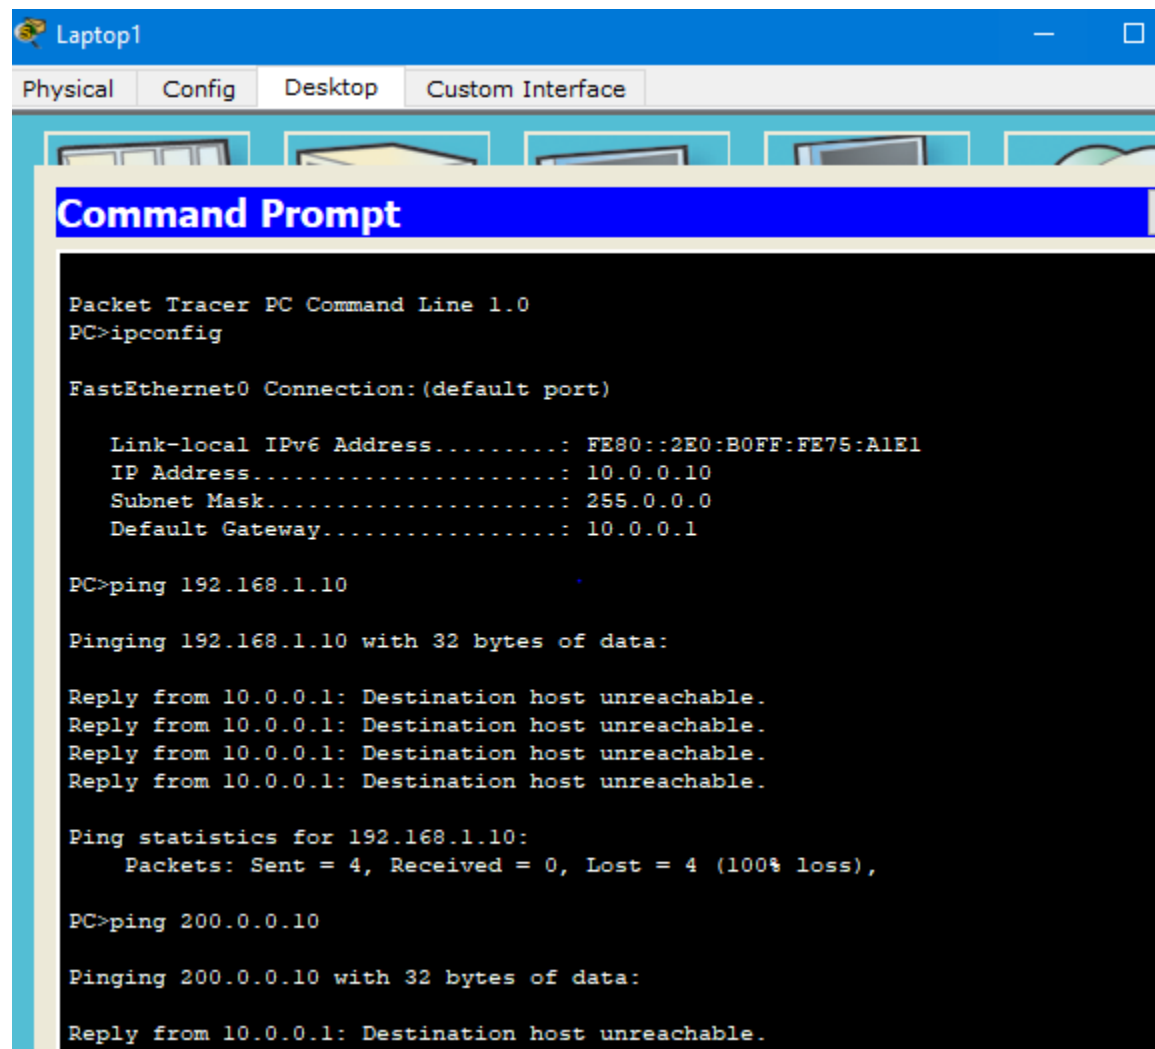 Laptop1
Physical Config Desktop Custom Interface
Command Prompt
Packet Tracer PC Command Line 1.0
PC>ipconfig
FastEthernet0 Connection:(default port)
Link-local IPv6 Address.........: FE80::2E0:B0FF:FE75:A1E1
IP Address......................: 10.0.0.10
Subnet Mask.....................: 255.0.0.0
Default Gateway.................: 10.0.0.1
PC>ping 192.168.1.10
Pinging 192.168.1.10 with 32 bytes of data:
Reply from 10.0.0.1: Destination host unreachable.
Reply from 10.0.0.1: Destination host unreachable.
Reply from 10.0.0.1: Destination host unreachable.
Reply from 10.0.0.1: Destination host unreachable.
Ping statistics for 192.168.1.10:
Packets: Sent = 4, Received = 0, Lost = 4 (100% loss),
PC>ping 200.0.0.10
Pinging 200.0.0.10 with 32 bytes of data:
Reply from 10.0.0.1: Destination host unreachable.